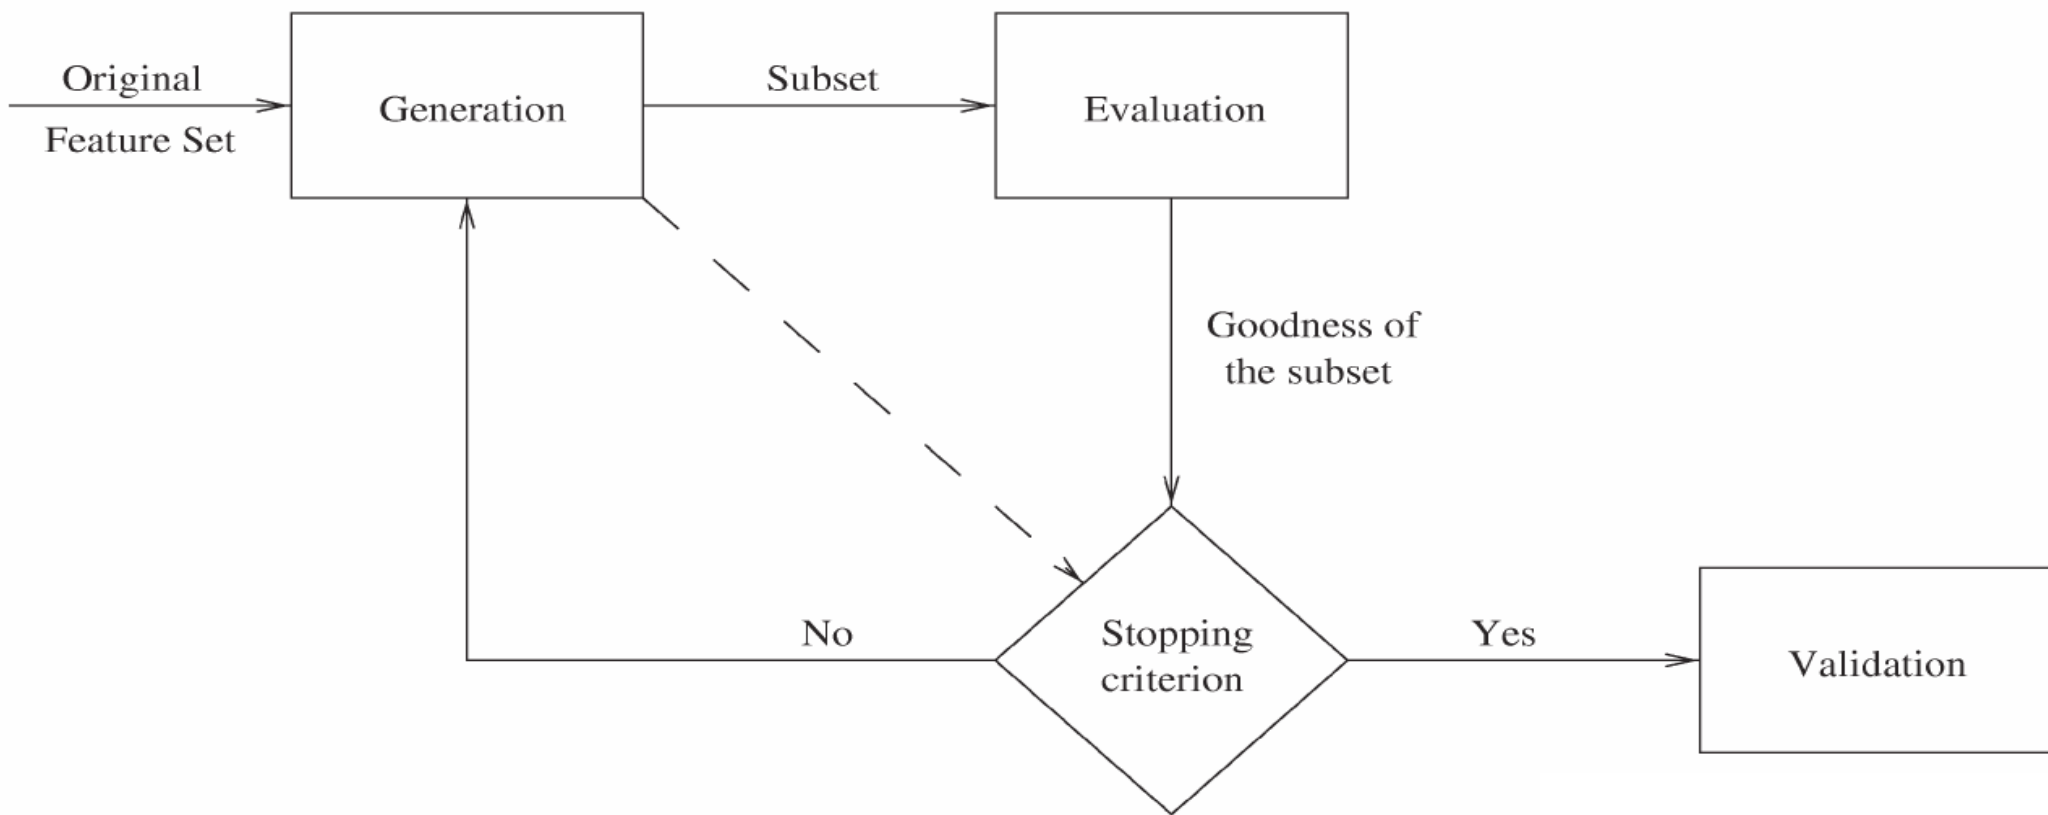 Original
Feature Set
Generation
Subset
Evaluation
Goodness of
the subset
No
Stopping
criterion
Yes
Validation